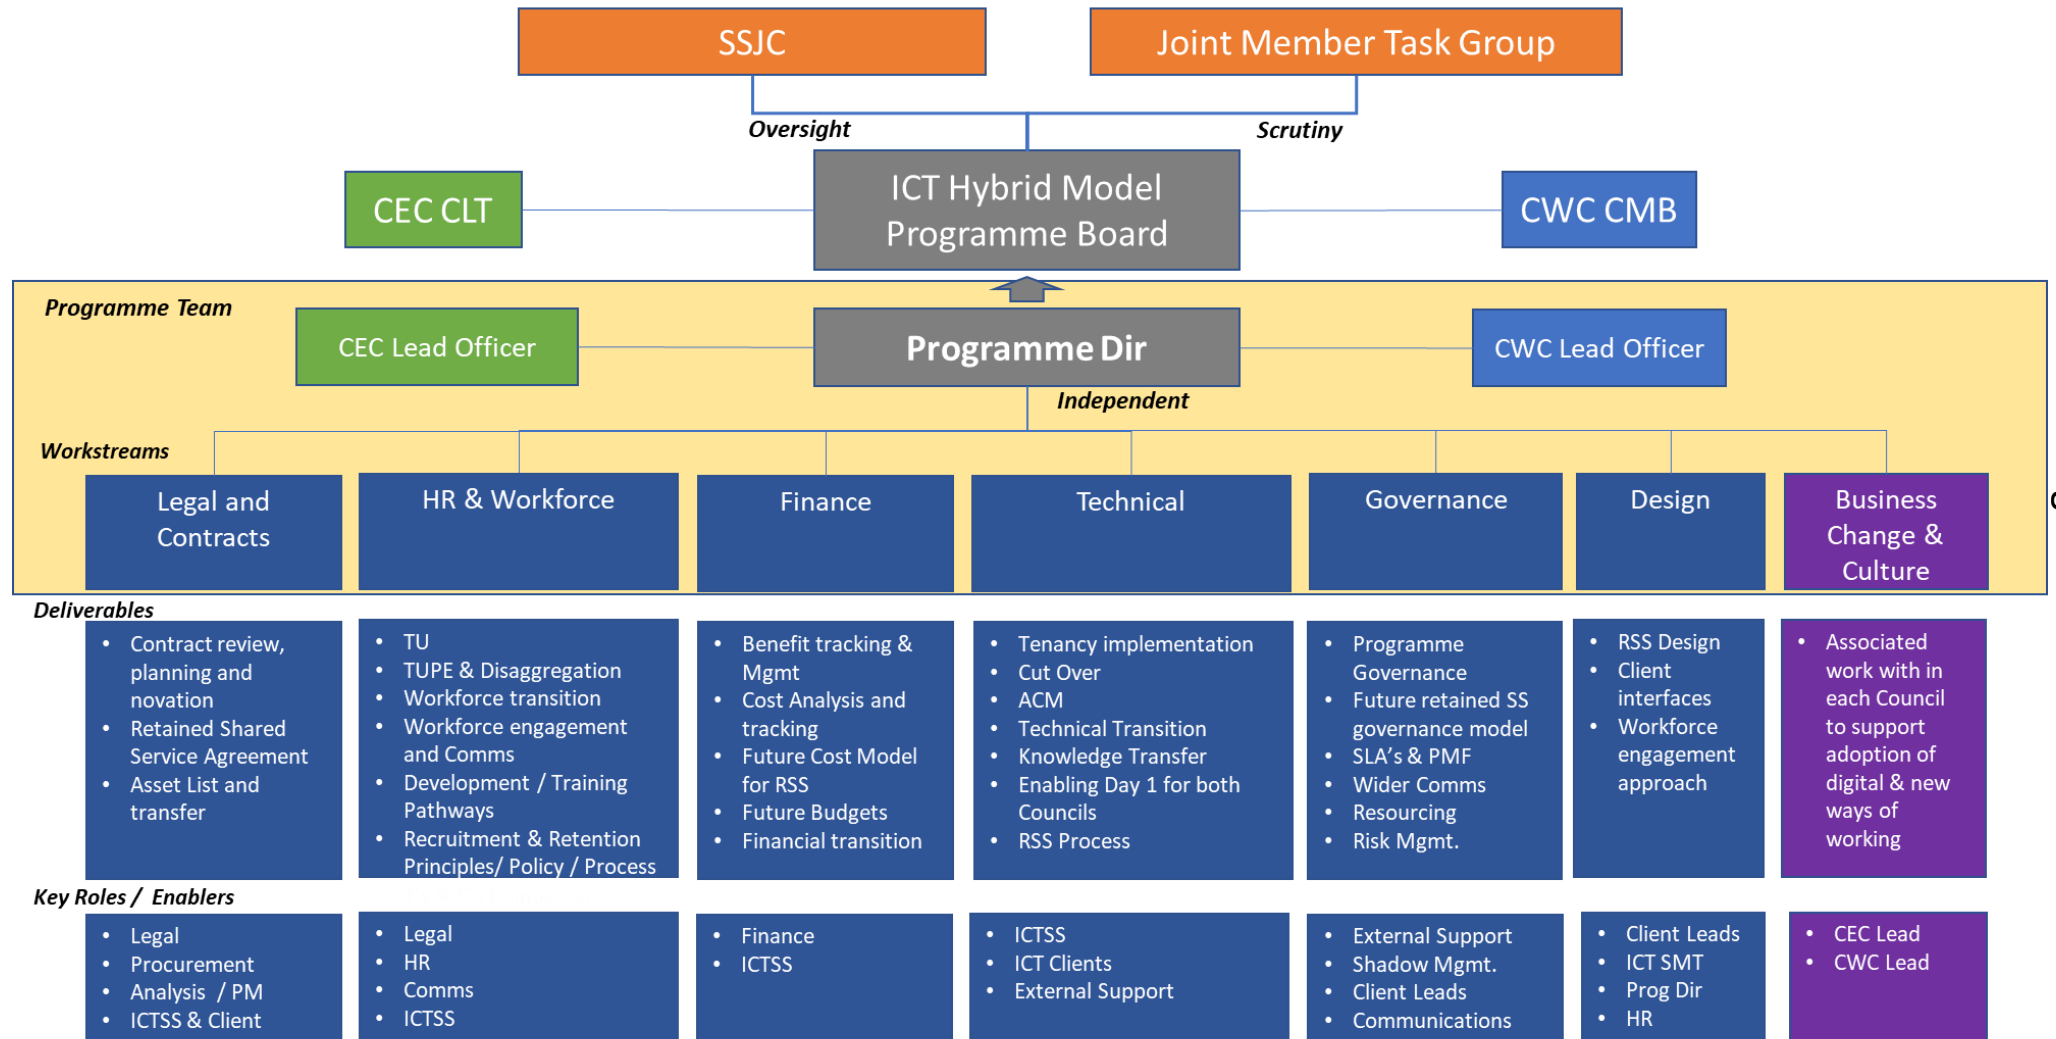 SSJC
Joint Member Task Group
Oversight
Scrutiny
CEC CLT
ICT Hybrid Model
Programme Board
CWC CMB
Programme Team
CEC Lead Officer
Programme Dir
CWC Lead Officer
Independent
Workstreams
Legal and
Contracts
HR & Workforce
Finance
Technical
Governance
Design
Business
Change &
Culture
Deliverables
• Contract review,
planning and
novation
• Retained Shared
Service Agreement
• Asset List and
transfer
• TU
• TUPE & Disaggregation
• Workforce transition
• Workforce engagement
and Comms
• Development / Training
Pathways
• Recruitment & Retention
Principles/ Policy / Process
• Benefit tracking &
Mgmt
• Cost Analysis and
tracking
• Future Cost Model
for RSS
• Future Budgets
• Financial transition
• Tenancy implementation
• Cut Over
• ACM
• Technical Transition
• Knowledge Transfer
• Enabling Day 1 for both
Councils
• RSS Process
• Programme
Governance
• Future retained SS
governance model
• SLA's & PMF
• Wider Comms
• Resourcing
• Risk Mgmt.
• RSS Design
• Client
interfaces
• Workforce
engagement
approach
• Associated
work with in
each Council
to support
adoption of
digital & new
ways of
working
Key Roles / Enablers
• Legal
• Procurement
• Analysis / PM
• ICTSS & Client
• Legal
• HR
• Comms
• ICTSS
• Finance
• ICTSS
• ICTSS
• ICT Clients
• External Support
• External Support
• Shadow Mgmt.
• Client Leads
• Communications
• Client Leads
• ICT SMT
• Prog Dir
• HR
• CEC Lead
• CWC Lead